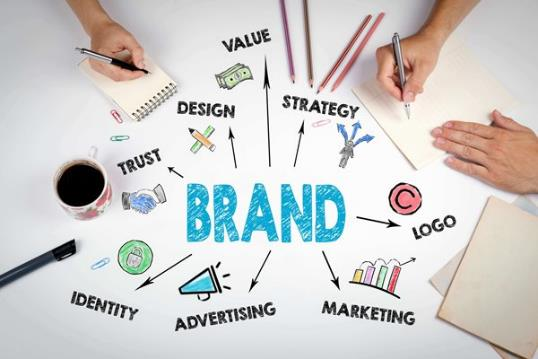 VALUE
DESIGN
STRATEGY
TRUST
BRAND
C
LOGO
IDENTITY
ADVERTISING
MARKETING